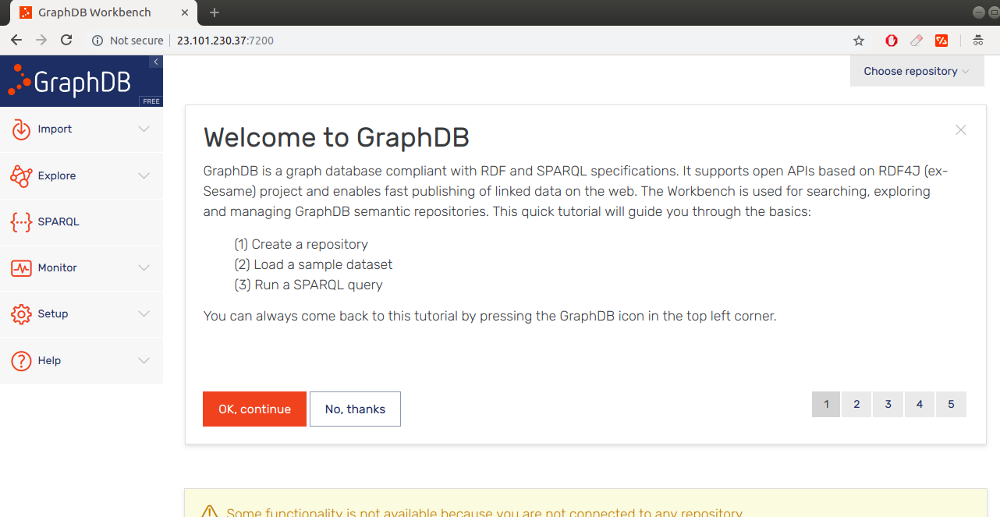 GraphDB Workbench
Not secure 23.101.230.37:7200
GraphDB
FREE
Choose repository
Import
Explore
SPARQL
Monitor
Setup
Help
Welcome to GraphDB
GraphDB is a graph database compliant with RDF and SPARQL specifications. It supports open APIs based on RDF4J (ex-
Sesame) project and enables fast publishing of linked data on the web. The Workbench is used for searching, exploring
and managing GraphDB semantic repositories. This quick tutorial will guide you through the basics:
(1) Create a repository
(2) Load a sample dataset
(3) Run a SPARQL query
You can always come back to this tutorial by pressing the GraphDB icon in the top left corner.
OK, continue No, thanks 1 2 3 4 5
Some functionality is not available because you are not connected to any repository